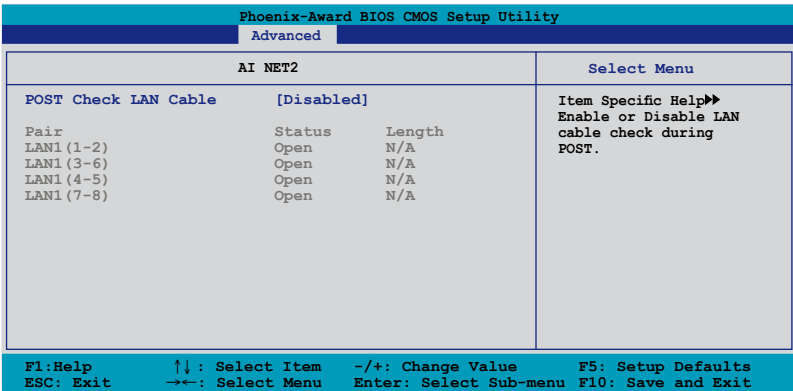 Phoenix-Award BIOS CMOS Setup Utility
Advanced
AI NET2
Select Menu
POST Check LAN Cable [Disabled]
Pair Status Length
LAN1(1-2) Open N/A
LAN1(3-6) Open N/A
LAN1(4-5) Open N/A
LAN1(7-8) Open N/A
Item Specific Help▶▶
Enable or Disable LAN
cable check during
POST.
F1:Help ↑↓: Select Item -/+: Change Value F5: Setup Defaults
ESC: Exit →←: Select Menu Enter: Select Sub-menu F10: Save and Exit